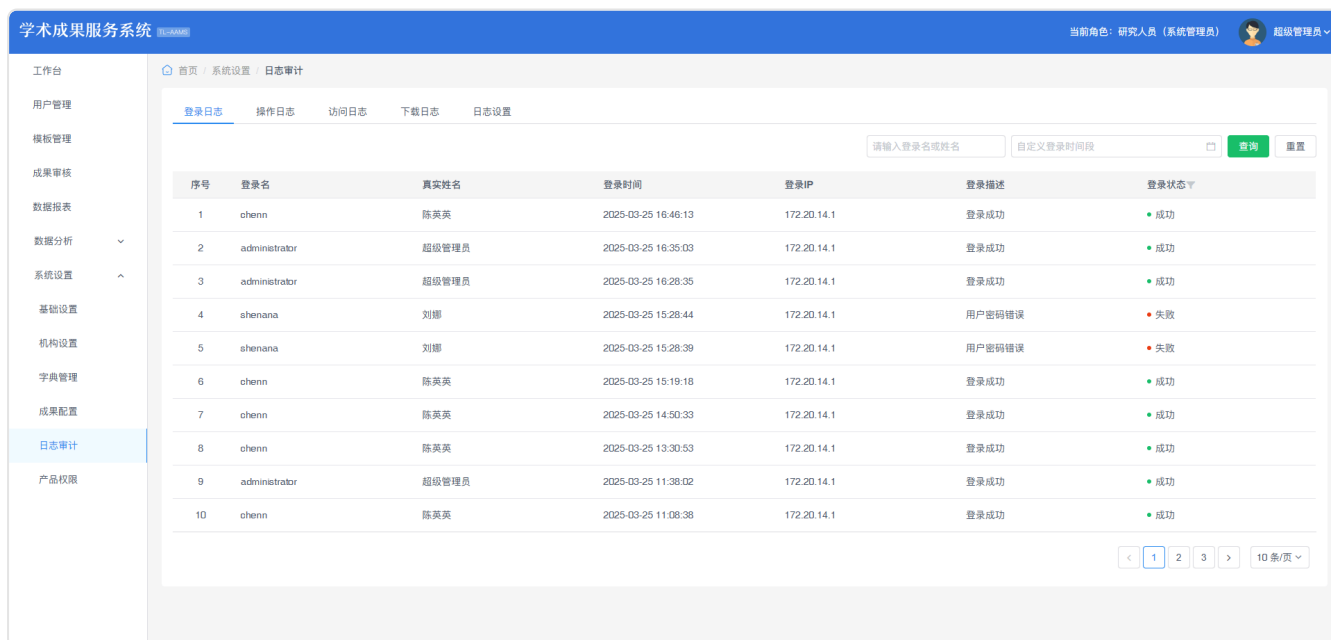 学术成果服务系统 TL-AAMS 当前角色：研究人员（系统管理员） 超级管理员
工作台
用户管理
模板管理
成果审核
数据报表
数据分析
系统设置
基础设置
机构设置
字典管理
成果配置
日志审计
产品权限
首页 / 系统设置 / 日志审计
登录日志 操作日志 访问日志 下载日志 日志设置
请输入登录名或姓名 自定义登录时间段 查询 重置
序号 登录名 真实姓名 登录时间 登录IP 登录描述 登录状态
1 chenn 陈英英 2025-03-25 16:46:13 172.20.14.1 登录成功 成功
2 administrator 超级管理员 2025-03-25 16:35:03 172.20.14.1 登录成功 成功
3 administrator 超级管理员 2025-03-25 16:28:35 172.20.14.1 登录成功 成功
4 shenana 刘娜 2025-03-25 15:28:44 172.20.14.1 用户密码错误 失败
5 shenana 刘娜 2025-03-25 15:28:39 172.20.14.1 用户密码错误 失败
6 chenn 陈英英 2025-03-25 15:19:18 172.20.14.1 登录成功 成功
7 chenn 陈英英 2025-03-25 14:50:33 172.20.14.1 登录成功 成功
8 chenn 陈英英 2025-03-25 13:30:53 172.20.14.1 登录成功 成功
9 administrator 超级管理员 2025-03-25 11:38:02 172.20.14.1 登录成功 成功
10 chenn 陈英英 2025-03-25 11:08:38 172.20.14.1 登录成功 成功
< 1 2 3 > 10 条/页